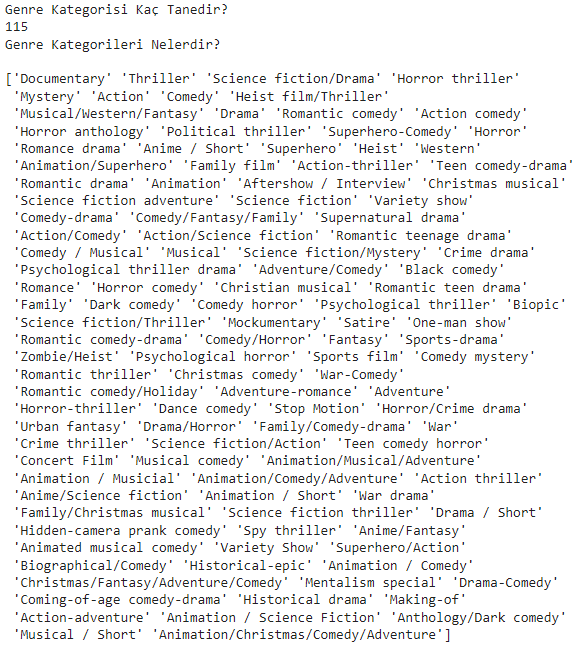 Genre Kategorisi Kaç Tanedir?
115
Genre Kategorileri Nelerdir?
['Documentary' 'Thriller' 'Science fiction/Drama' 'Horror thriller'
'Mystery' 'Action' 'Comedy' 'Heist film/Thriller'
'Musical/Western/Fantasy' 'Drama' 'Romantic comedy' 'Action comedy'
'Horror anthology' 'Political thriller' 'Superhero-Comedy' 'Horror'
'Romance drama' 'Anime / Short' 'Superhero' 'Heist' 'Western'
'Animation/Superhero' 'Family film' 'Action-thriller' 'Teen comedy-drama'
'Romantic drama' 'Animation' 'Aftershow / Interview' 'Christmas musical'
'Science fiction adventure' 'Science fiction' 'Variety show'
'Comedy-drama' 'Comedy/Fantasy/Family' 'Supernatural drama'
'Action/Comedy' 'Action/Science fiction' 'Romantic teenage drama'
'Comedy / Musical' 'Musical' 'Science fiction/Mystery' 'Crime drama'
'Psychological thriller drama' 'Adventure/Comedy' 'Black comedy'
'Romance' 'Horror comedy' 'Christian musical' 'Romantic teen drama'
'Family' 'Dark comedy' 'Comedy horror' 'Psychological thriller' 'Biopic'
'Science fiction/Thriller' 'Mockumentary' 'Satire' 'One-man show'
'Romantic comedy-drama' 'Comedy/Horror' 'Fantasy' 'Sports-drama'
'Zombie/Heist' 'Psychological horror' 'Sports film' 'Comedy mystery'
'Romantic thriller' 'Christmas comedy' 'War-Comedy'
'Romantic comedy/Holiday' 'Adventure-romance' 'Adventure'
'Horror-thriller' 'Dance comedy' 'Stop Motion' 'Horror/Crime drama'
'Urban fantasy' 'Drama/Horror' 'Family/Comedy-drama' 'War'
'Crime thriller' 'Science fiction/Action' 'Teen comedy horror'
'Concert Film' 'Musical comedy' 'Animation/Musical/Adventure'
'Animation / Musicial' 'Animation/Comedy/Adventure' 'Action thriller'
'Anime/Science fiction' 'Animation / Short' 'War drama'
'Family/Christmas musical' 'Science fiction thriller' 'Drama / Short'
'Hidden-camera prank comedy' 'Spy thriller' 'Anime/Fantasy'
'Animated musical comedy' 'Variety Show' 'Superhero/Action'
'Biographical/Comedy' 'Historical-epic' 'Animation / Comedy'
'Christmas/Fantasy/Adventure/Comedy' 'Mentalism special' 'Drama-Comedy'
'Coming-of-age comedy-drama' 'Historical drama' 'Making-of'
'Action-adventure' 'Animation / Science Fiction' 'Anthology/Dark comedy'
'Musical / Short' 'Animation/Christmas/Comedy/Adventure']